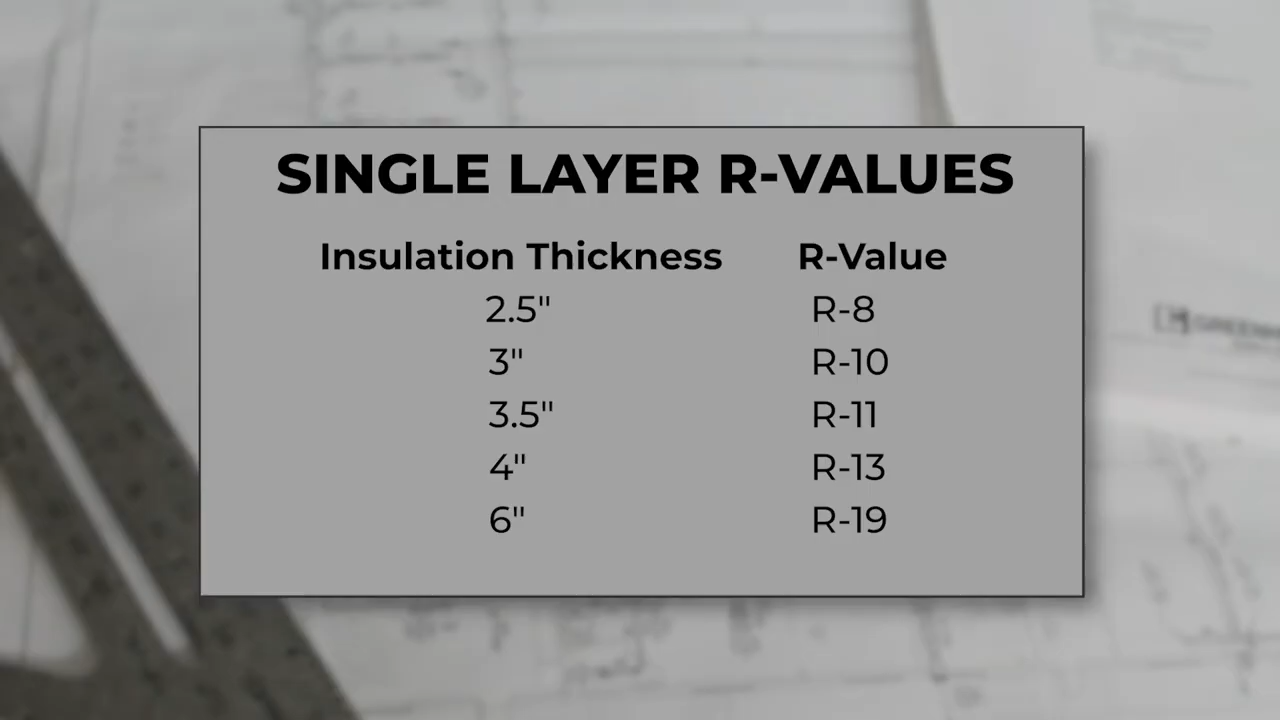 SINGLE LAYER R-VALUES
Insulation Thickness R-Value
2.5" R-8
3" R-10
3.5" R-11
4" R-13
6" R-19